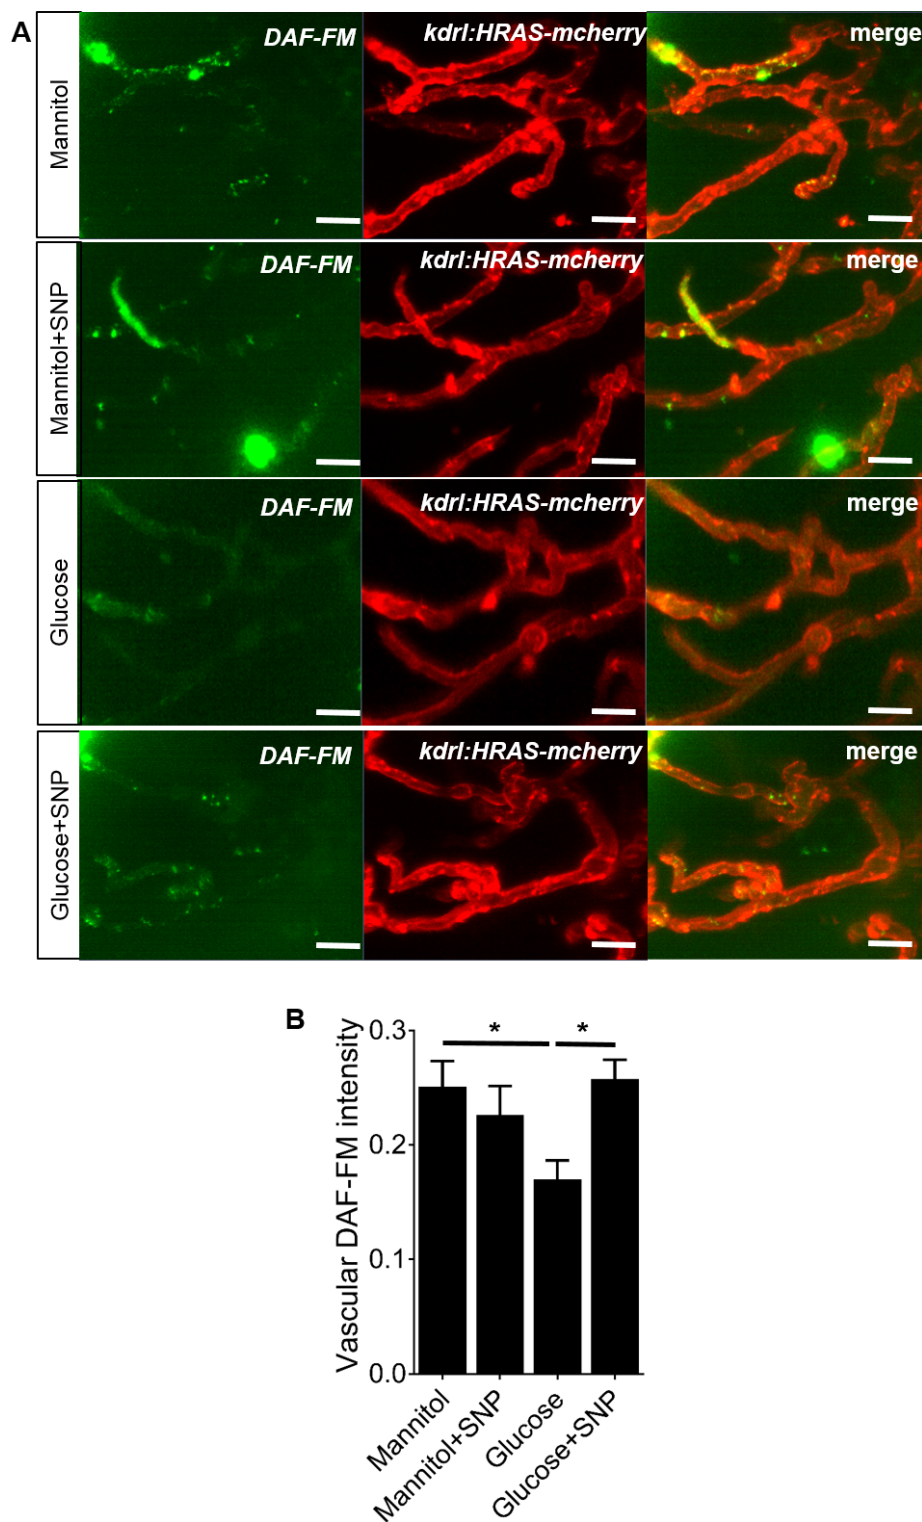 A
Mannitol
DAF-FM
kdrl:HRAS-mcherry
merge
Mannitol+SNP
DAF-FM
kdrl:HRAS-mcherry
merge
Glucose
DAF-FM
kdrl:HRAS-mcherry
merge
Glucose+SNP
DAF-FM
kdrl:HRAS-mcherry
merge
B
Vascular DAF-FM intensity
0.3
0.2
0.1
0.0
*
*
Mannitol
Mannitol+SNP
Glucose
Glucose+SNP